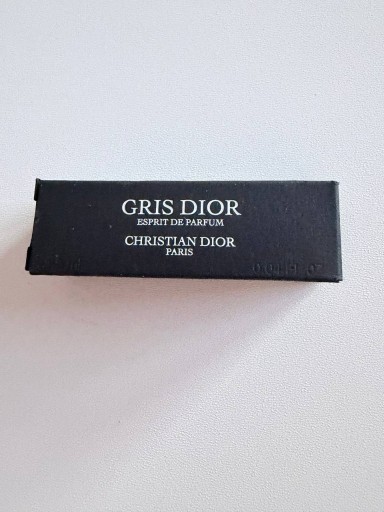 GRIS DIOR
ESPRIT DE PARFUM
CHRISTIAN DIOR
PARIS